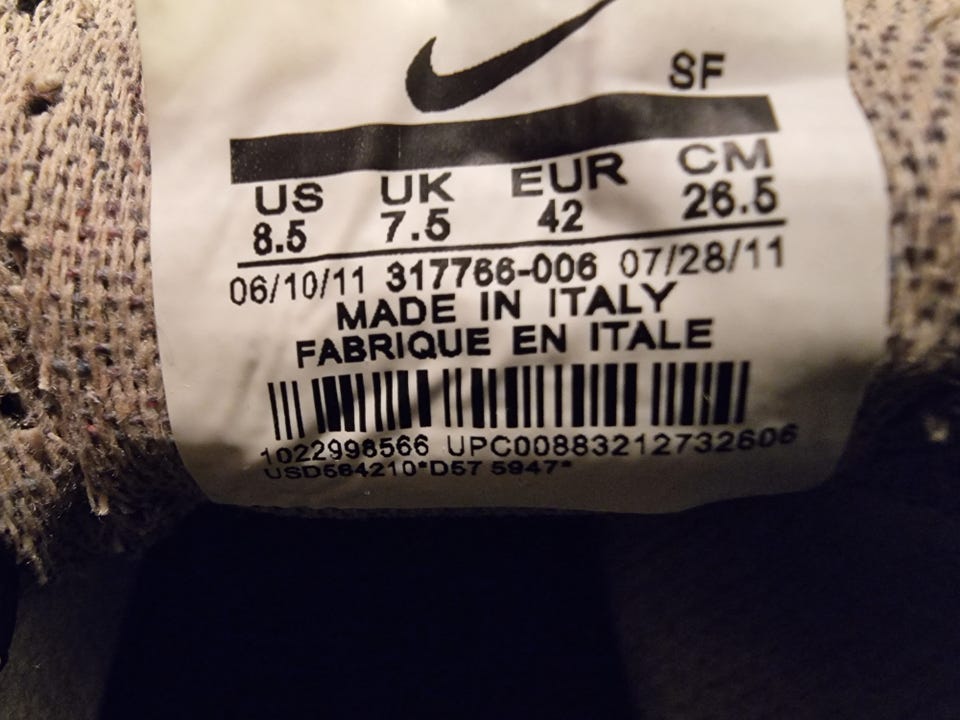 SF
US UK EUR CM
8.5 7.5 42 26.5
06/10/11 317766-006 07/28/11
MADE IN ITALY
FABRIQUE EN ITALE
1022998566 UPC00883212732606
USD564210*D57 5947*